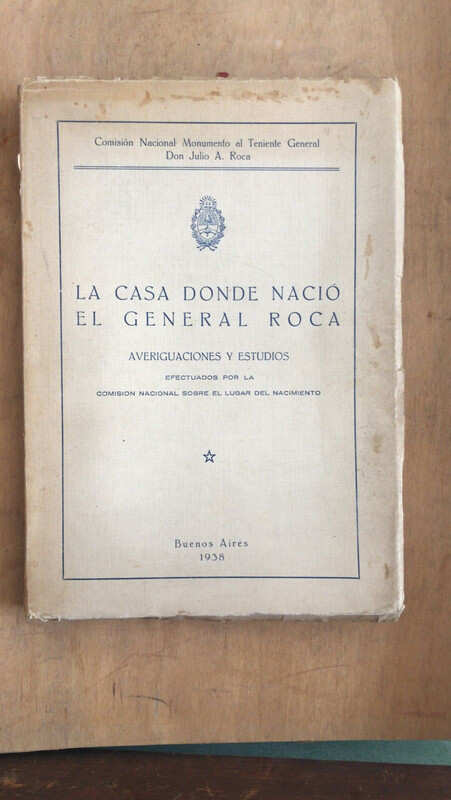 Comisión Nacional Monumento al Teniente General
Don Julio A. Roca
LA CASA DONDE NACIÓ
EL GENERAL ROCA
AVERIGUACIONES Y ESTUDIOS
EFECTUADOS POR LA
COMISION NACIONAL SOBRE EL LUGAR DEL NACIMIENTO
Buenos Aires
1938